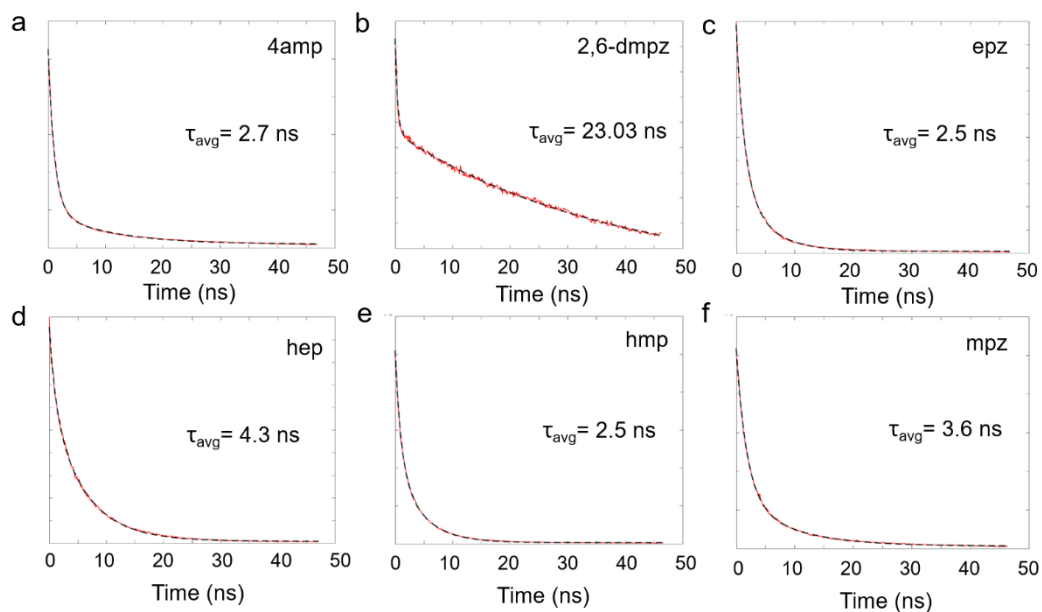 a
4amp
τavg= 2.7 ns
0 10 20 30 40 50
Time (ns)
b
2,6-dmpz
τavg= 23.03 ns
0 10 20 30 40 50
Time (ns)
c
epz
τavg= 2.5 ns
0 10 20 30 40 50
Time (ns)
d
hep
τavg= 4.3 ns
0 10 20 30 40 50
Time (ns)
e
hmp
τavg= 2.5 ns
0 10 20 30 40 50
Time (ns)
f
mpz
τavg= 3.6 ns
0 10 20 30 40 50
Time (ns)